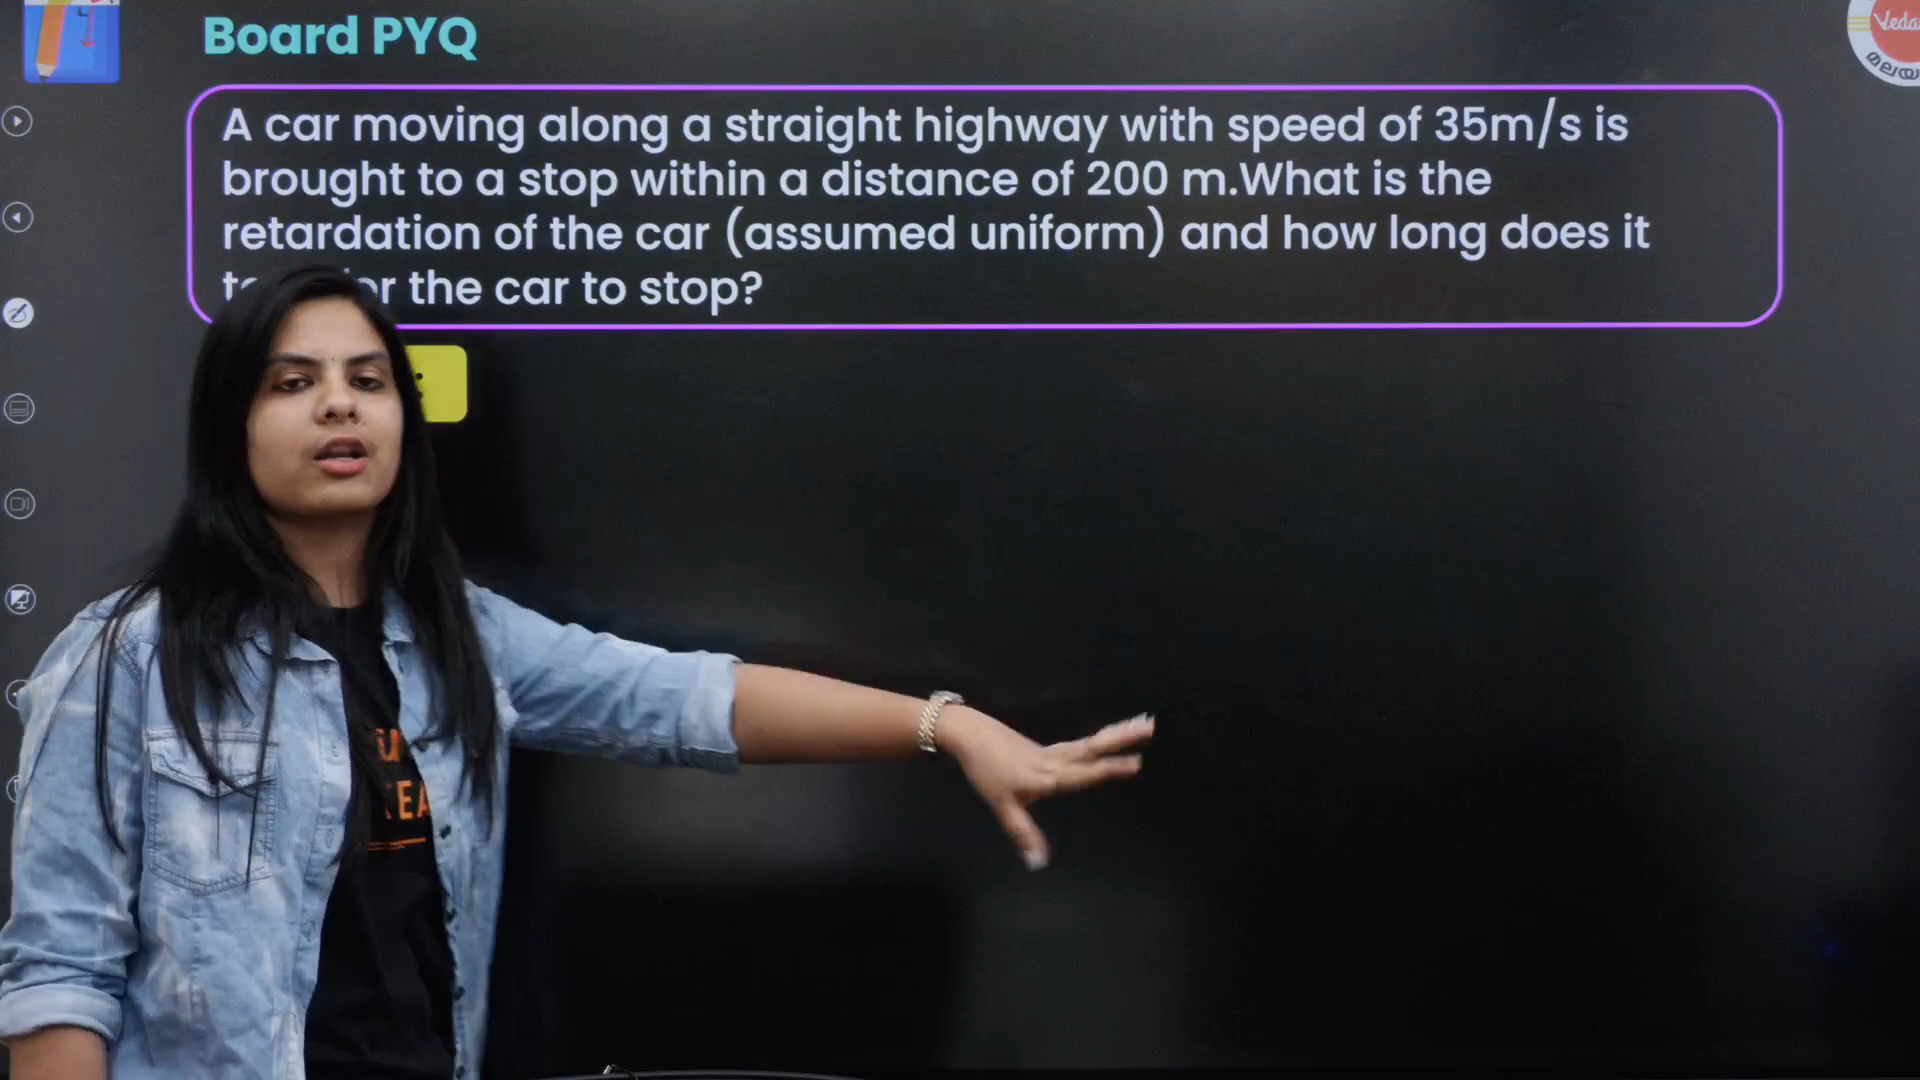 Board PYQ
A car moving along a straight highway with speed of 35m/s is
brought to a stop within a distance of 200 m.What is the
retardation of the car (assumed uniform) and how long does it
the car to stop?